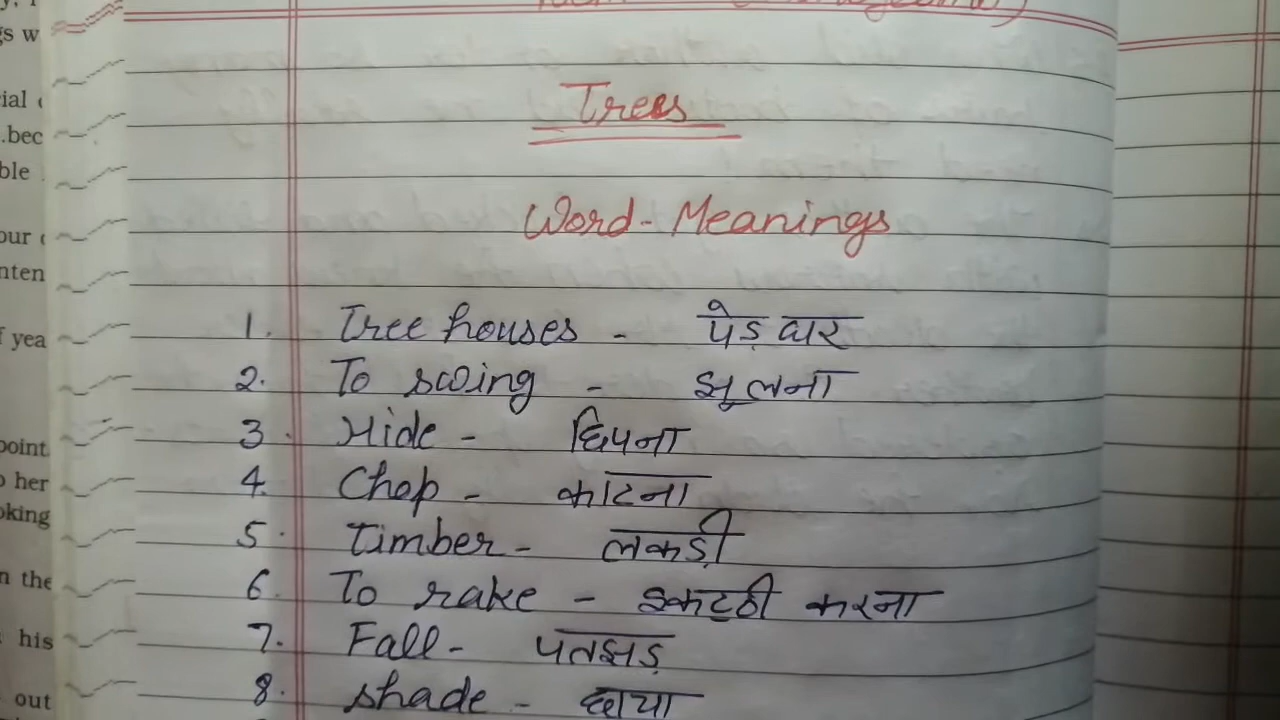 Trees
Word-Meanings
1. Tree houses - पेड़ घार
2. To swing - झूलना
3. Hide - छिपना
4. Chop - काटना
5. Timber - लकड़ी
6. To rake - इकट्ठी करना
7. Fall - पतझड़
8. Shade - छाया